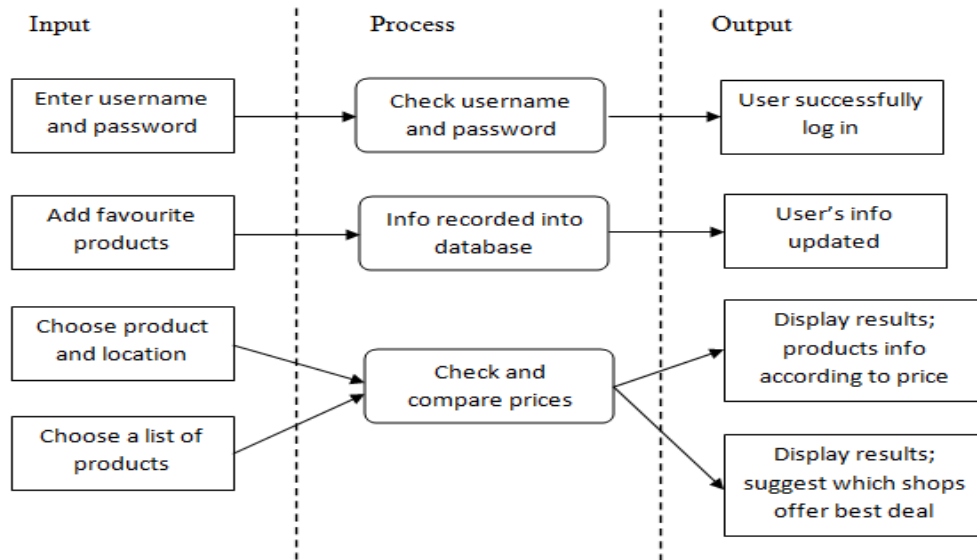 Input
Process
Output
Enter username
and password
Check username
and password
User successfully
log in
Add favourite
products
Info recorded into
database
User’s info
updated
Choose product
and location
Choose a list of
products
Check and
compare prices
Display results;
products info
according to price
Display results;
suggest which shops
offer best deal